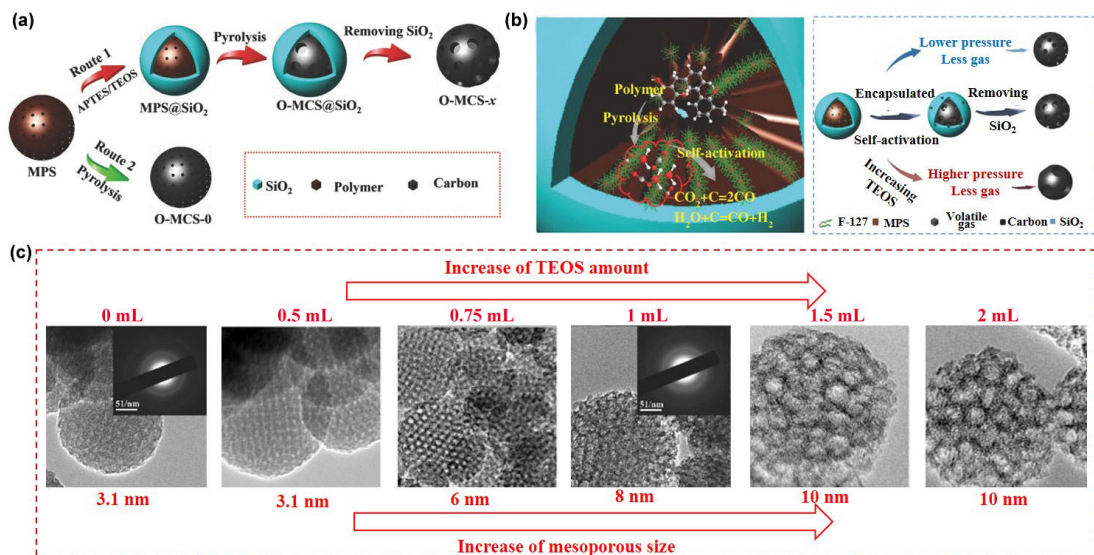 (a)
Route 1
APTES/TEOS
MPS
Route 2
Pyrolysis
MPS@SiO₂
Pyrolysis
O-MCS@SiO₂
Removing SiO₂
O-MCS-x
O-MCS-0
SiO₂ Polymer Carbon
(b)
Polymer
Pyrolysis
Self-activation
CO₂+C=2CO
H₂O+C=CO+H₂
Lower pressure
Less gas
Encapsulated
Self-activation
Removing
SiO₂
Increasing
TEOS
Higher pressure
Less gas
F-127 MPS Volatile gas Carbon SiO₂
(c)
Increase of TEOS amount
0 mL 0.5 mL 0.75 mL 1 mL 1.5 mL 2 mL
51/nm 51/nm
3.1 nm 3.1 nm 6 nm 8 nm 10 nm 10 nm
Increase of mesoporous size